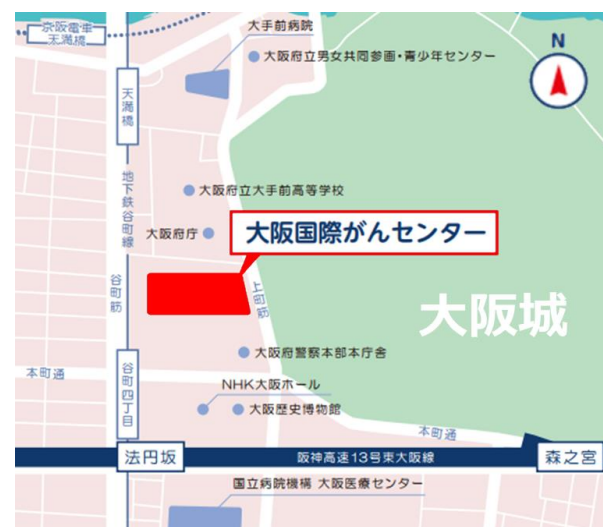 京阪電車
天満橋
大手前病院
大阪府立男女共同参画・青少年センター
N
天満橋
地下鉄谷町線
大阪府立大手前高等学校
大阪府庁
大阪国際がんセンター
谷町筋
上町筋
大阪城
大阪府警察本部本庁舎
本町通
谷町四丁目
NHK大阪ホール
大阪歴史博物館
本町通
法円坂
阪神高速13号東大阪線
森之宮
国立病院機構 大阪医療センター